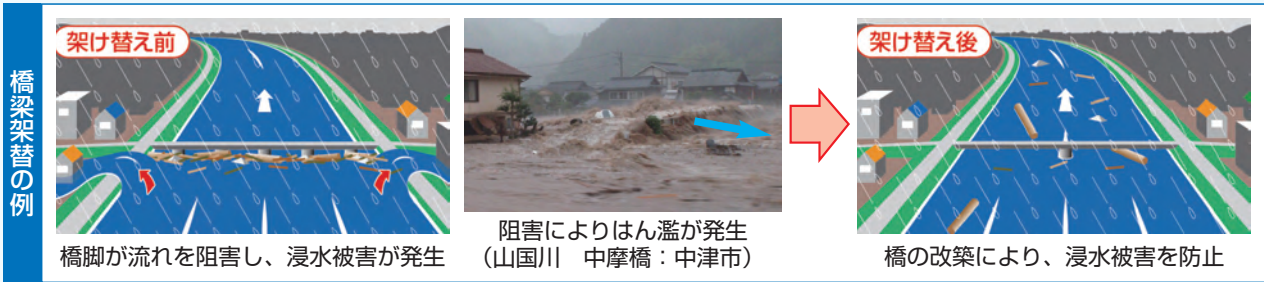 橋梁架替の例
架け替え前
橋脚が流れを阻害し、浸水被害が発生
阻害によりはん濫が発生
（山国川　中摩橋：中津市）
架け替え後
橋の改築により、浸水被害を防止